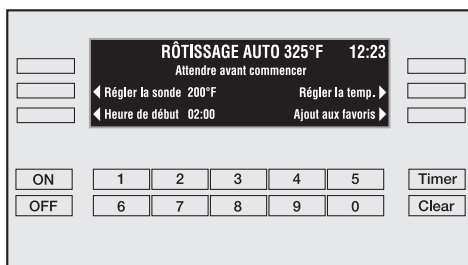 RÔTISSAGE AUTO 325°F 12:23
Attendre avant commencer
Régler la sonde 200°F Régler la temp.
Heure de début 02:00 Ajout aux favoris
ON 1 2 3 4 5 Timer
OFF 6 7 8 9 0 Clear